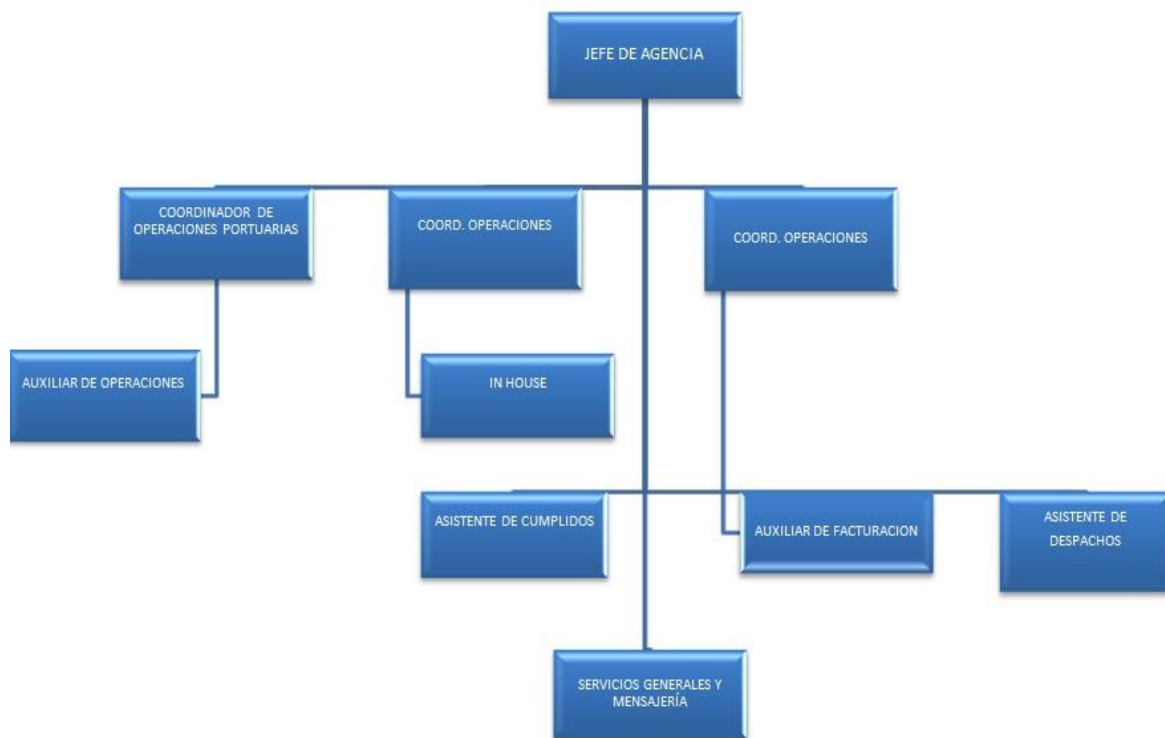 JEFE DE AGENCIA
COORDINADOR DE
OPERACIONES PORTUARIAS
COORD. OPERACIONES
COORD. OPERACIONES
AUXILIAR DE OPERACIONES
IN HOUSE
ASISTENTE DE CUMPLIDOS
AUXILIAR DE FACTURACION
ASISTENTE DE
DESPACHOS
SERVICIOS GENERALES Y
MENSAJERÍA